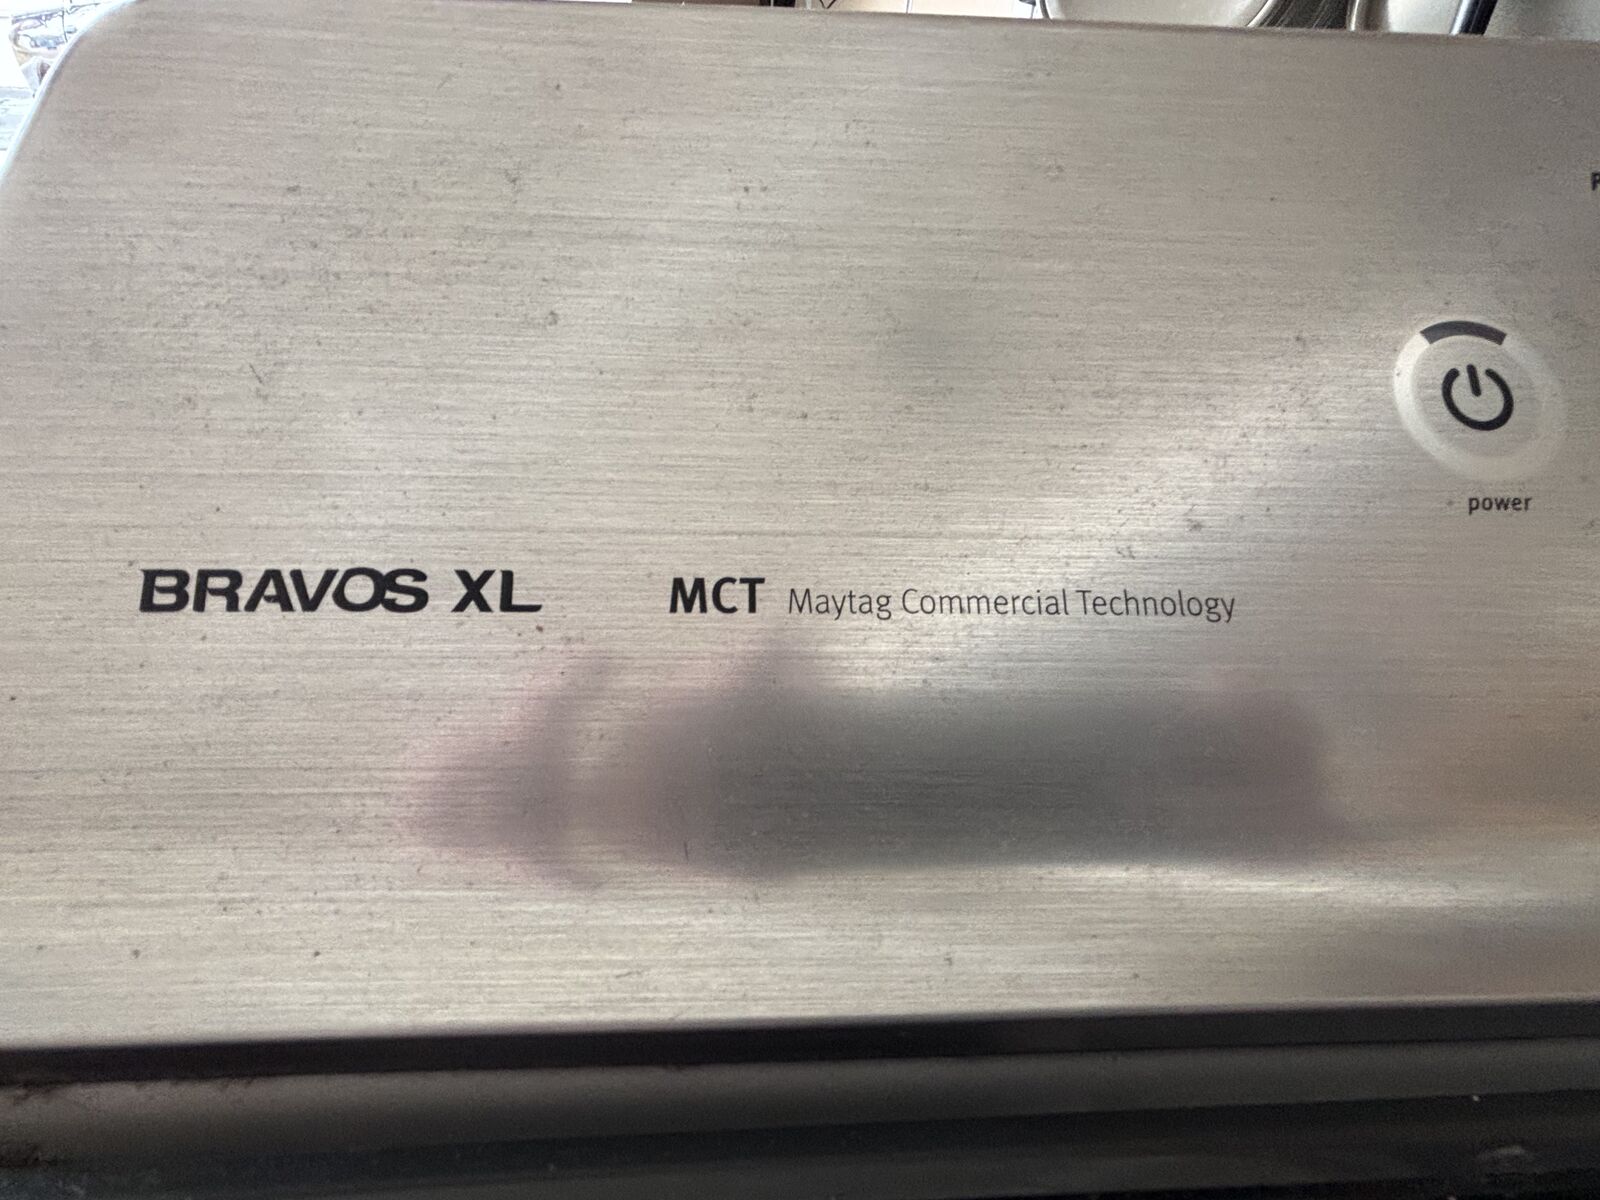 BRAVOS XL MCT Maytag Commercial Technology
power